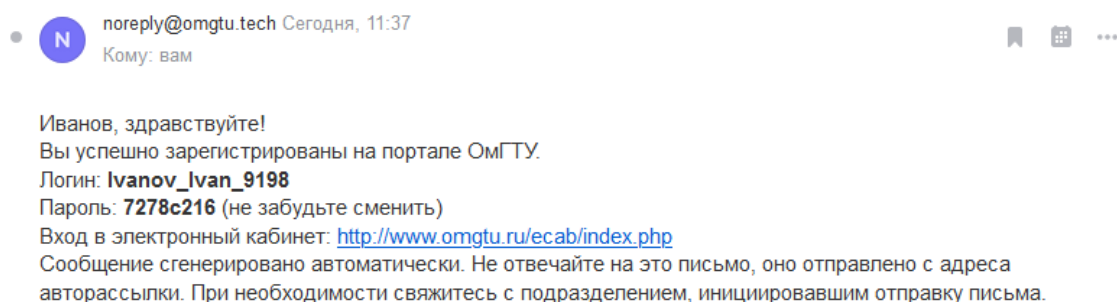 noreply@omgtu.tech Сегодня, 11:37
N
Кому: вам
Иванов, здравствуйте!
Вы успешно зарегистрированы на портале ОмГТУ.
Логин: Ivanov_Ivan_9198
Пароль: 7278c216 (не забудьте сменить)
Вход в электронный кабинет: http://www.omgtu.ru/ecab/index.php
Сообщение сгенерировано автоматически. Не отвечайте на это письмо, оно отправлено с адреса
авторассылки. При необходимости свяжитесь с подразделением, инициировавшим отправку письма.